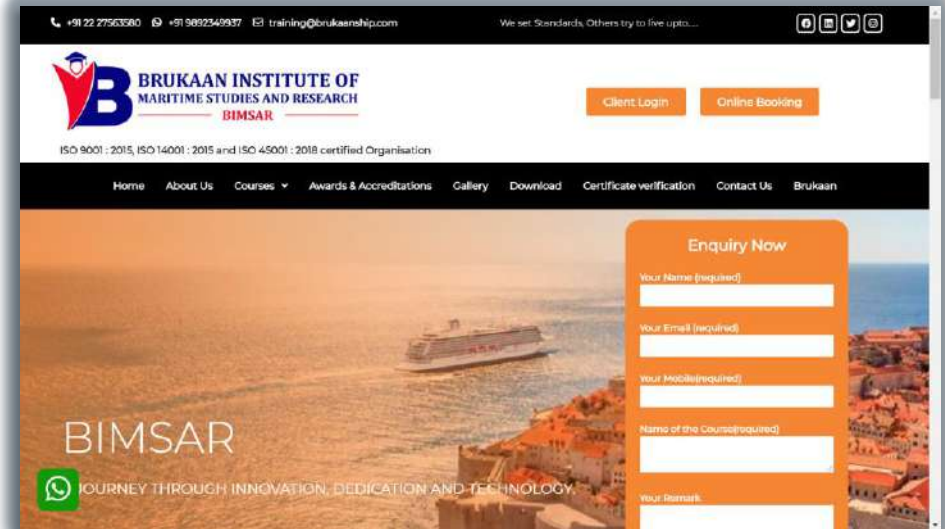 +91 22 27563580 +91 9892349937 training@brukaanship.com We set Standards, Others try to live upto.....
BRUKAAN INSTITUTE OF
MARITIME STUDIES AND RESEARCH
BIMSAR
Client Login Online Booking
ISO 9001 : 2015, ISO 14001 : 2015 and ISO 45001 : 2018 certified Organisation
Home About Us Courses Awards & Accreditations Gallery Download Certificate verification Contact Us Brukaan
Enquiry Now
Your Name (required)
Your Email (required)
Your Mobile(required)
Name of the Course(required)
BIMSAR
JOURNEY THROUGH INNOVATION, DEDICATION AND TECHNOLOGY.
Your Remark